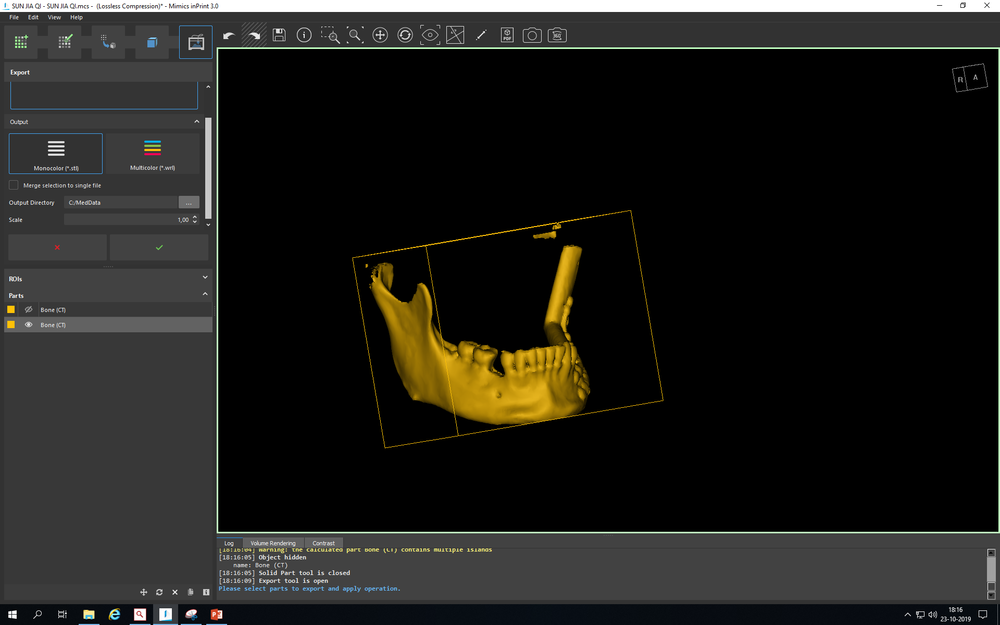 SUN JIA QI - SUN JIA QI.mcs - (Lossless Compression)* - Mimics inPrint 3.0
File Edit View Help
PDF
360°
Export
Output
Monocolor (*.stl)
Multicolor (*.wrl)
Merge selection to single file
Output Directory
C:/MedData
...
Scale
1,00
ROIs
Parts
Bone (CT)
Bone (CT)
R A
Log Volume Rendering Contrast
[18:16:04] Warning: the calculated part Bone (CT) contains multiple islands
[18:16:05] Object hidden
name: Bone (CT)
[18:16:05] Solid Part tool is closed
[18:16:09] Export tool is open
Please select parts to export and apply operation.
18:16
23-10-2019